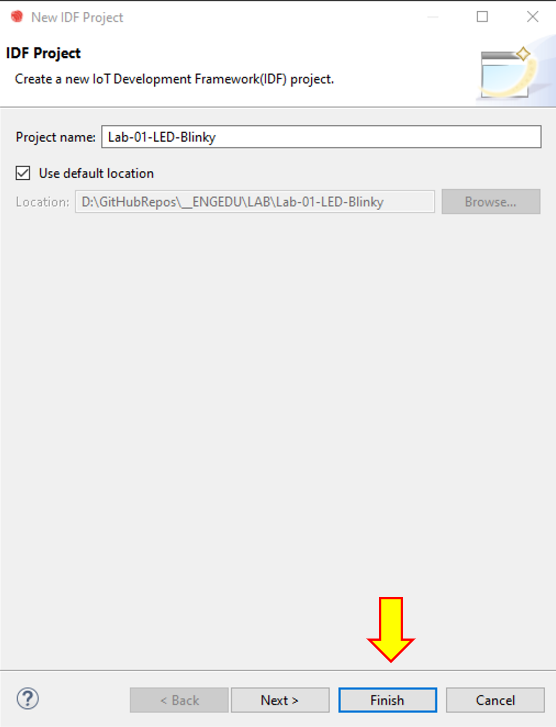 New IDF Project
IDF Project
Create a new IoT Development Framework(IDF) project.
Project name: Lab-01-LED-Blinky
Use default location
Location: D:\GitHubRepos\__ENGEDU\LAB\Lab-01-LED-Blinky Browse...
? < Back Next > Finish Cancel